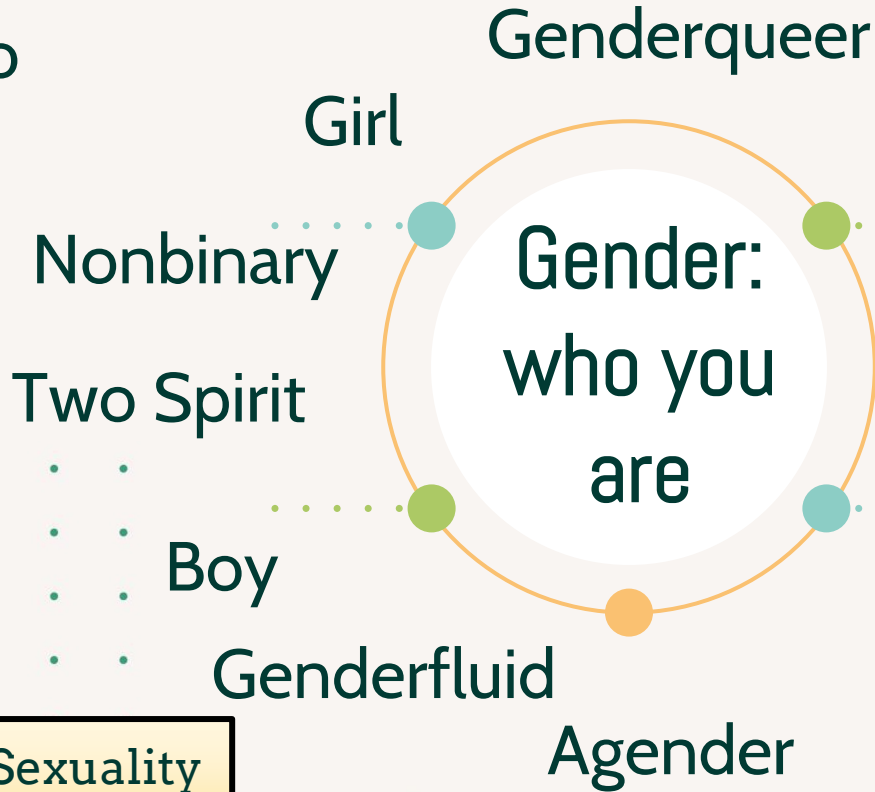 Genderqueer
Girl
Nonbinary
Two Spirit
Boy
Genderfluid
Agender
Gender:
who you
are
Sexuality